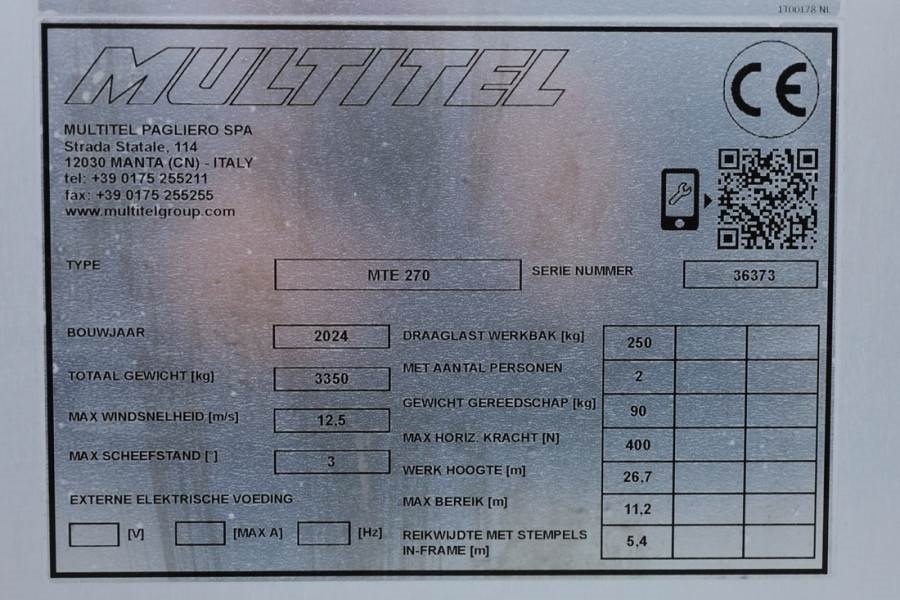 1T00178-NL
MULTITEL
CE
MULTITEL PAGLIERO SPA
Strada Statale, 114
12030 MANTA (CN) - ITALY
tel: +39 0175 255211
fax: +39 0175 255255
www.multitelgroup.com
TYPE MTE 270 SERIE NUMMER 36373
BOUWJAAR 2024
TOTAAL GEWICHT [kg] 3350
MAX WINDSNELHEID [m/s] 12,5
MAX SCHEEFSTAND [°] 3
EXTERNE ELEKTRISCHE VOEDING
[V] [MAX A] [Hz]
DRAAGLAST WERKBAK [kg] 250
MET AANTAL PERSONEN 2
GEWICHT GEREEDSCHAP [kg] 90
MAX HORIZ. KRACHT [N] 400
WERK HOOGTE [m] 26,7
MAX BEREIK [m] 11,2
REIKWIJDTE MET STEMPELS
IN-FRAME [m] 5,4